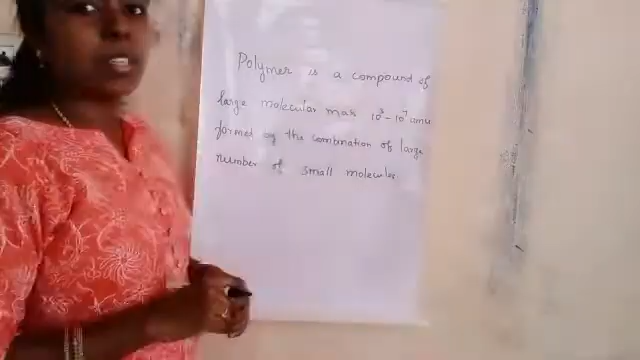 Polymer is a compound of
large molecular mass 10³ - 10⁷ amu
formed by the combination of large
number of small molecules